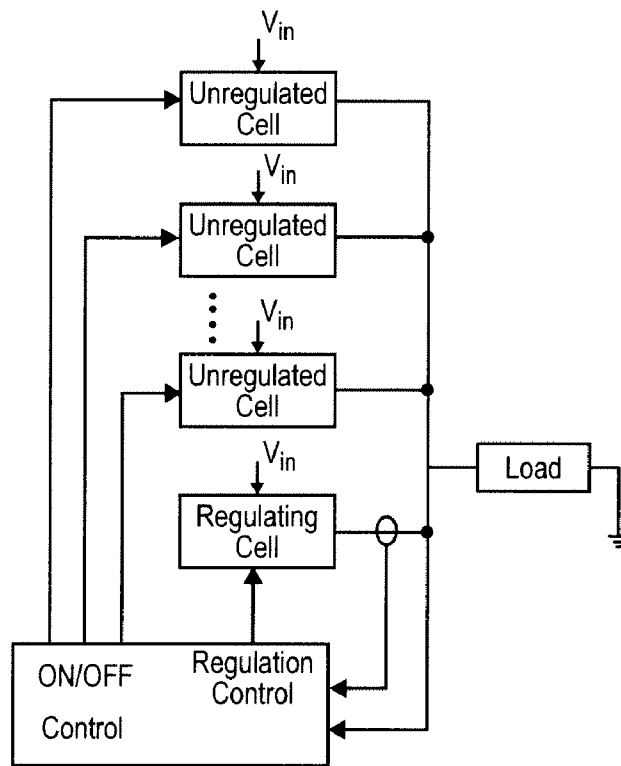 Vin
Unregulated
Cell
Vin
Unregulated
Cell
Vin
Unregulated
Cell
Vin
Regulating
Cell
Load
ON/OFF
Control
Regulation
Control